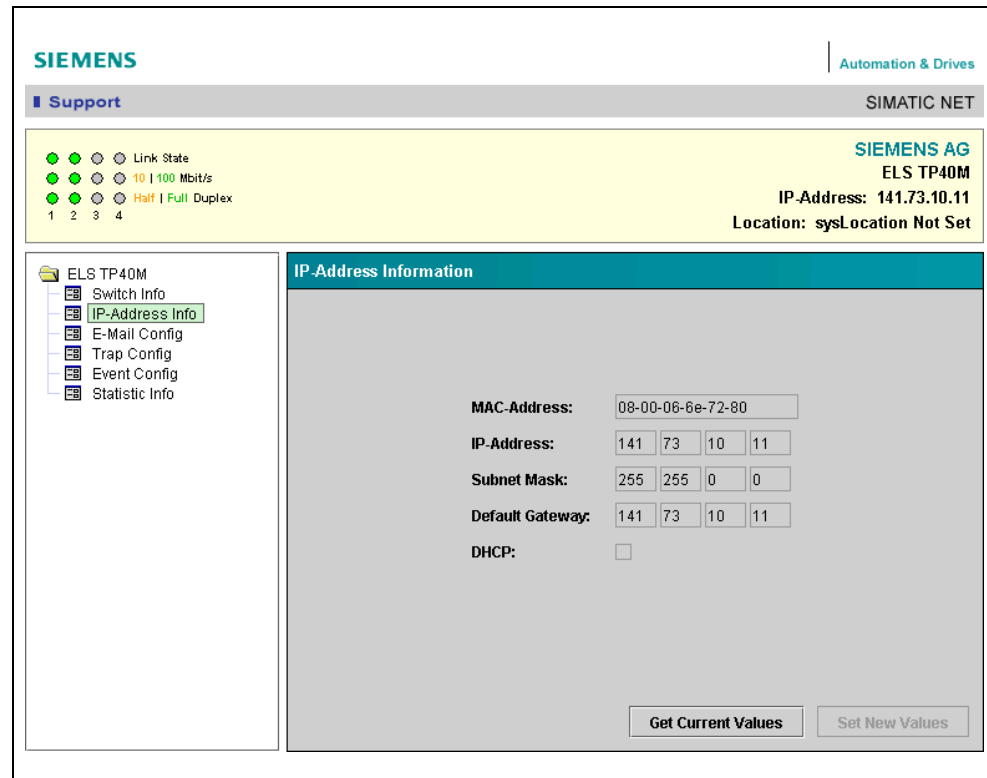 SIEMENS
Automation & Drives
Support
SIMATIC NET
Link State
10 | 100 Mbit/s
Half | Full Duplex
1 2 3 4
SIEMENS AG
ELS TP40M
IP-Address: 141.73.10.11
Location: sysLocation Not Set
ELS TP40M
Switch Info
IP-Address Info
E-Mail Config
Trap Config
Event Config
Statistic Info
IP-Address Information
MAC-Address: 08-00-06-6e-72-80
IP-Address: 141 73 10 11
Subnet Mask: 255 255 0 0
Default Gateway: 141 73 10 11
DHCP:
Get Current Values
Set New Values